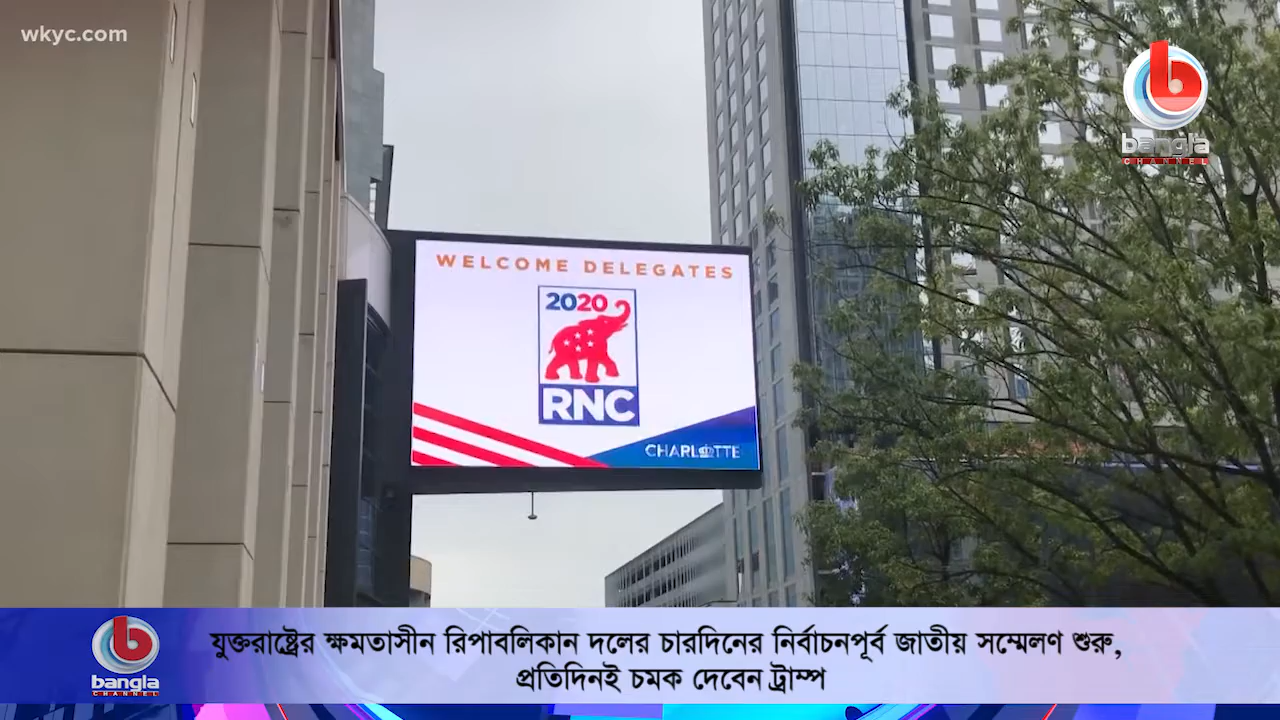 wkyc.com
b
bangla
CHANNEL
WELCOME DELEGATES
2020
RNC
CHARLOTTE
b
bangla
CHANNEL
যুক্তরাষ্ট্রের ক্ষমতাসীন রিপাবলিকান দলের চারদিনের নির্বাচনপূর্ব জাতীয় সম্মেলণ শুরু,
প্রতিদিনই চমক দেবেন ট্রাম্প